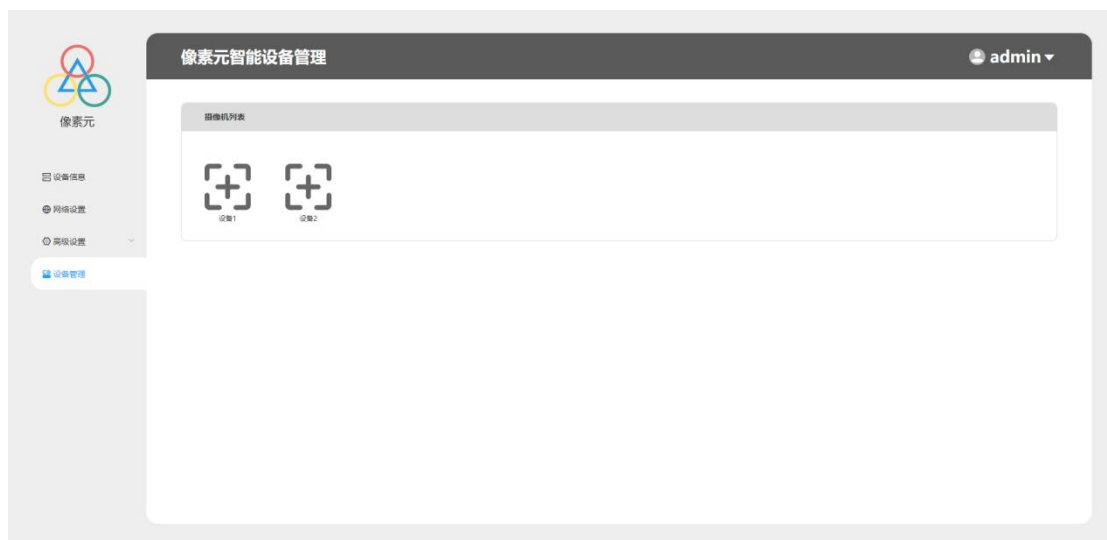 像素元智能设备管理
admin
像素元
摄像机列表
设备信息
网络设置
高级设置
设备管理
设备1
设备2